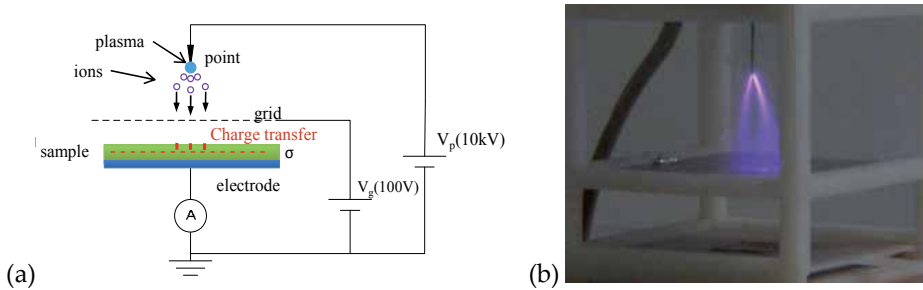 plasma
point
ions
grid
Charge transfer
sample
σ
V_p(10kV)
electrode
V_g(100V)
A
(a)
(b)